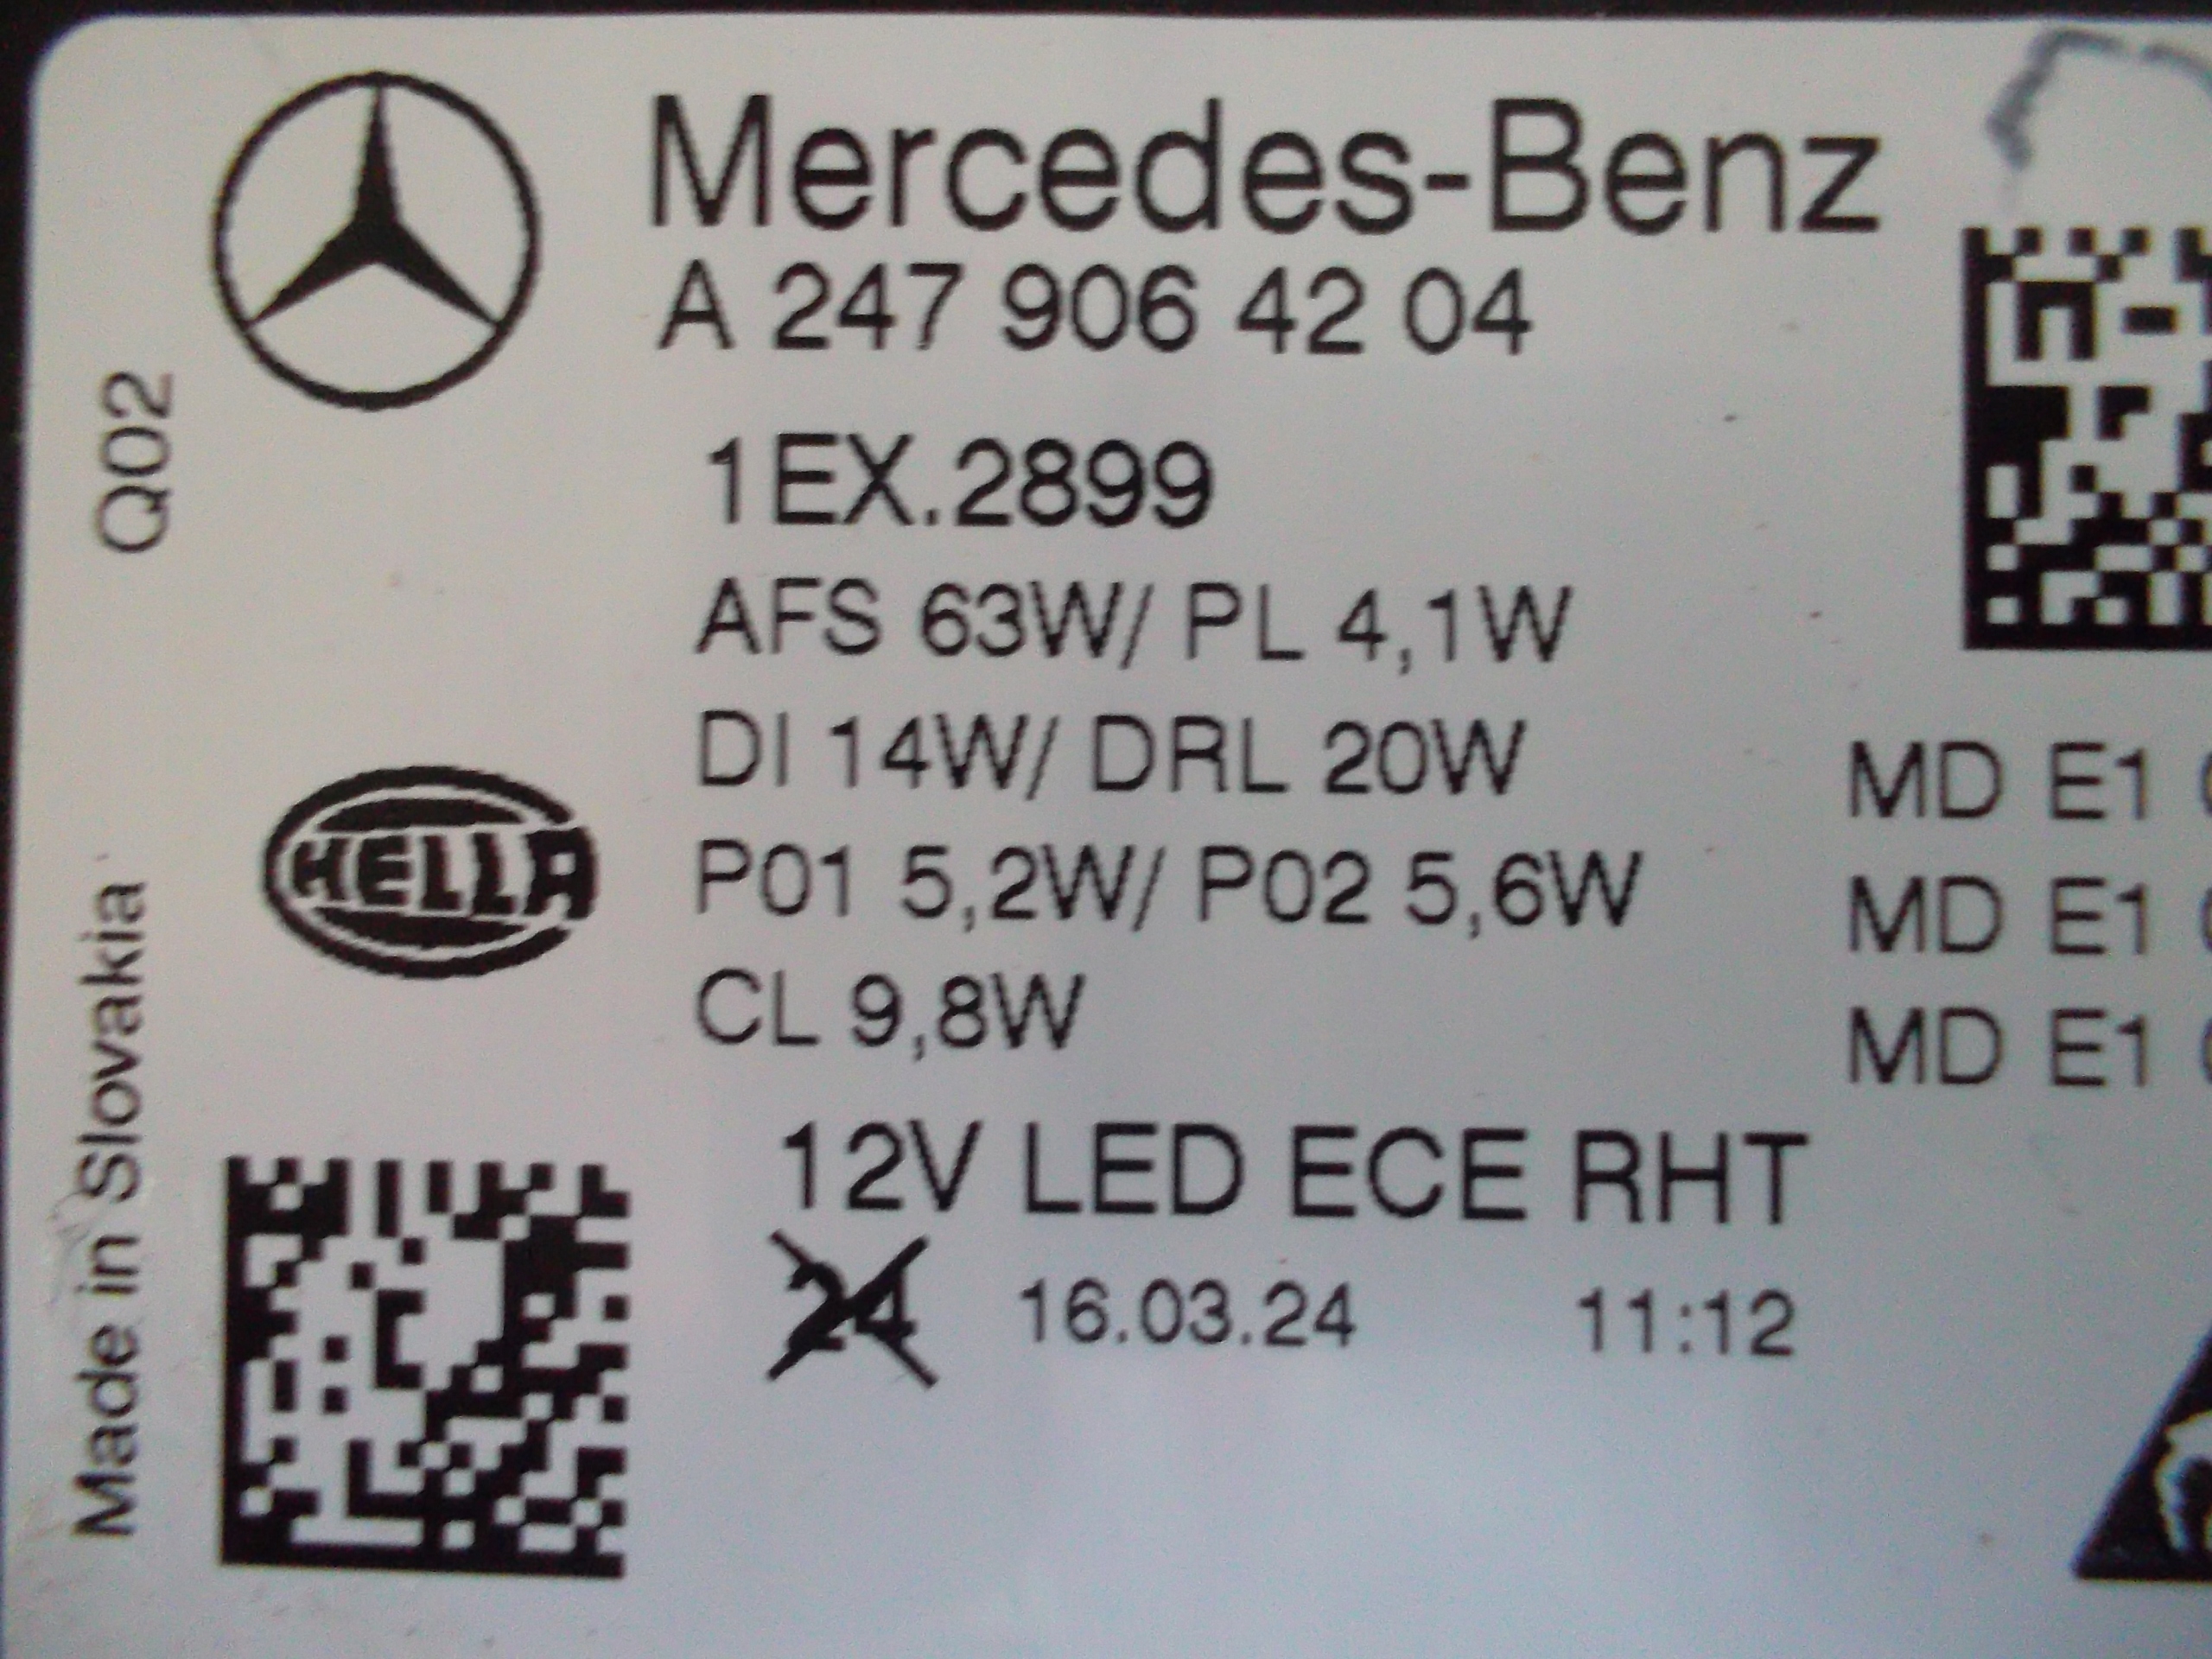 Mercedes-Benz
A 247 906 42 04
Q02
1EX.2899
AFS 63W/ PL 4,1W
DI 14W/ DRL 20W
MD E1
HELLA
P01 5,2W/ P02 5,6W
MD E1
CL 9,8W
MD E1
Made in Slovakia
12V LED ECE RHT
24 16.03.24 11:12